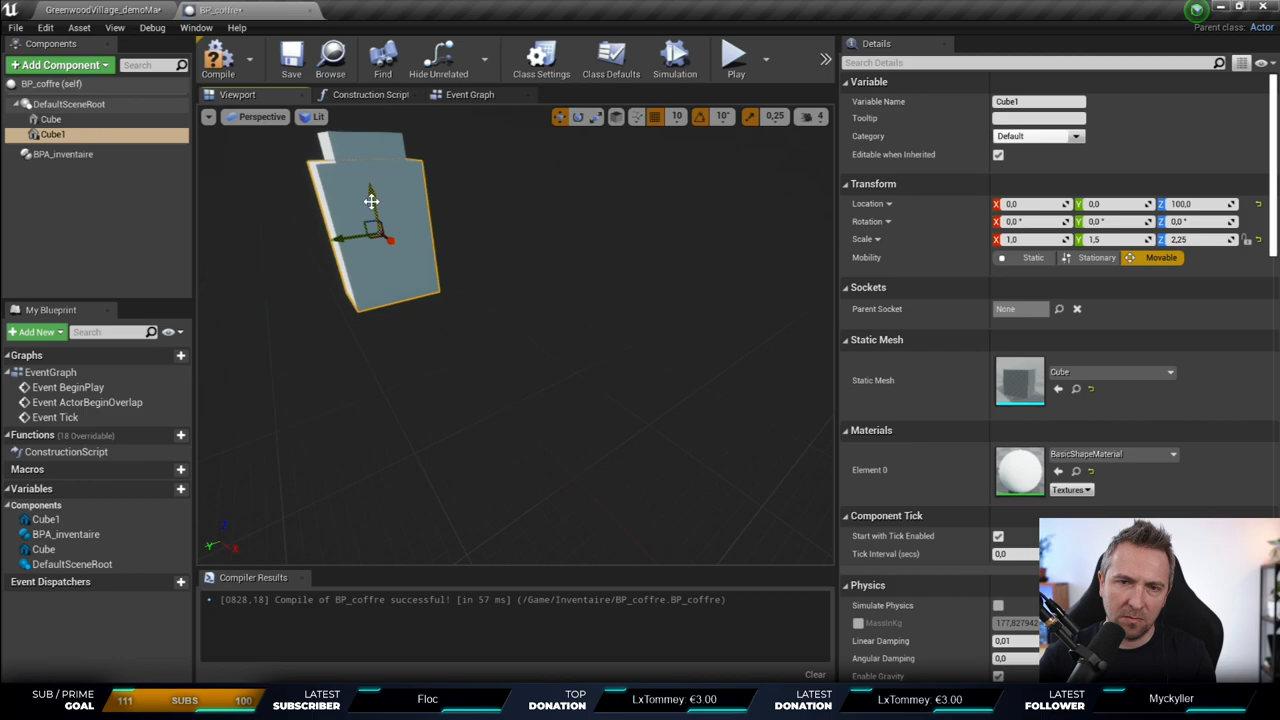 GreenwoodVillage_demoMa•
BP_coffre•
File Edit Asset View Debug Window Help
Parent class: Actor
Components
+ Add Component
Search
BP_coffre (self)
DefaultSceneRoot
Cube
Cube1
BPA_inventaire
Compile
Save
Browse
Find
Hide Unrelated
Class Settings
Class Defaults
Simulation
Play
Viewport
Construction Script
Event Graph
Perspective
Lit
10
10°
0,25
4
Z
Y
X
My Blueprint
+ Add New
Search
Graphs
EventGraph
Event BeginPlay
Event ActorBeginOverlap
Event Tick
Functions (18 Overridable)
ConstructionScript
Macros
Variables
Components
Cube1
BPA_inventaire
Cube
DefaultSceneRoot
Event Dispatchers
Compiler Results
[0828,18] Compile of BP_coffre successful! [in 57 ms] (/Game/Inventaire/BP_coffre.BP_coffre)
Clear
Details
Search Details
Variable
Variable Name Cube1
Tooltip
Category Default
Editable when Inherited
Transform
Location X 0,0 Y 0,0 Z 100,0
Rotation X 0,0 ° Y 0,0 ° Z 0,0 °
Scale X 1,0 Y 1,5 Z 2,25
Mobility Static Stationary Movable
Sockets
Parent Socket None
Static Mesh
Static Mesh Cube
Materials
Element 0 BasicShapeMaterial
Textures
Component Tick
Start with Tick Enabled
Tick Interval (secs) 0,0
Physics
Simulate Physics
MassInKg 177,827942
Linear Damping 0,01
Angular Damping 0,0
Enable Gravity
SUB / PRIME GOAL 111 SUBS 100
LATEST SUBSCRIBER Floc
TOP DONATION LxTommey €3.00
LATEST DONATION LxTommey €3.00
LATEST FOLLOWER Myckyller